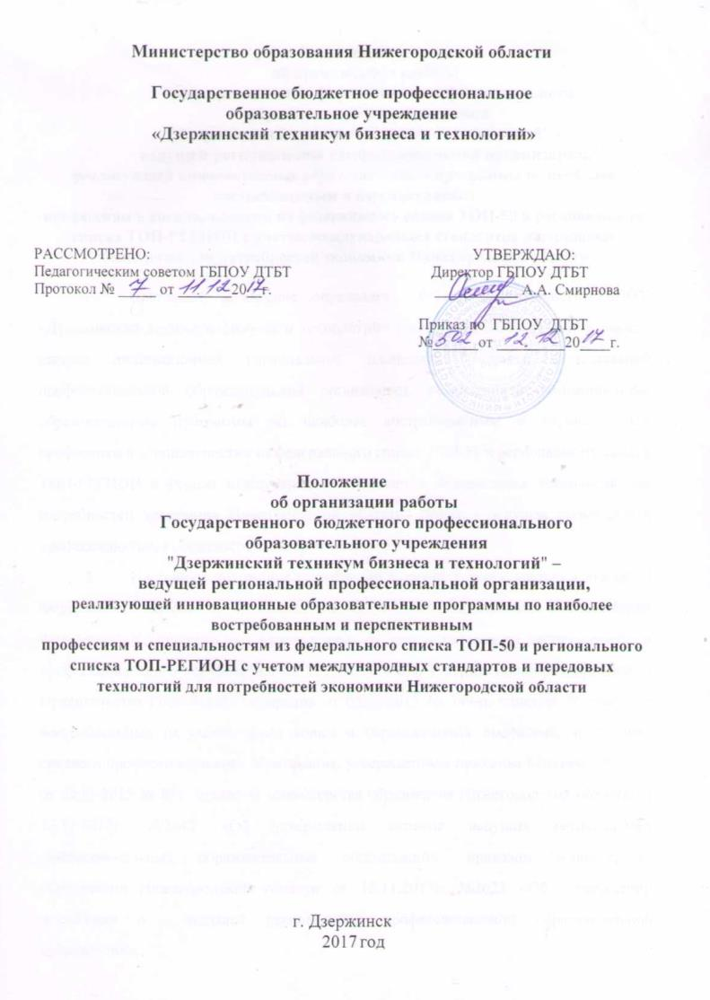 Министерство образования Нижегородской области
Государственное бюджетное профессиональное
образовательное учреждение
«Дзержинский техникум бизнеса и технологий»
РАССМОТРЕНО:
Педагогическим советом ГБПОУ ДТБТ
Протокол № 7 от 11.12 2017г.
УТВЕРЖДАЮ:
Директор ГБПОУ ДТБТ
А.А. Смирнова
Приказ по ГБПОУ ДТБТ
№ 502 от 12.12 2017 г.
Положение
об организации работы
Государственного бюджетного профессионального
образовательного учреждения
"Дзержинский техникум бизнеса и технологий" –
ведущей региональной профессиональной организации,
реализующей инновационные образовательные программы по наиболее
востребованным и перспективным
профессиям и специальностям из федерального списка ТОП-50 и регионального
списка ТОП-РЕГИОН с учетом международных стандартов и передовых
технологий для потребностей экономики Нижегородской области
г. Дзержинск
2017 год